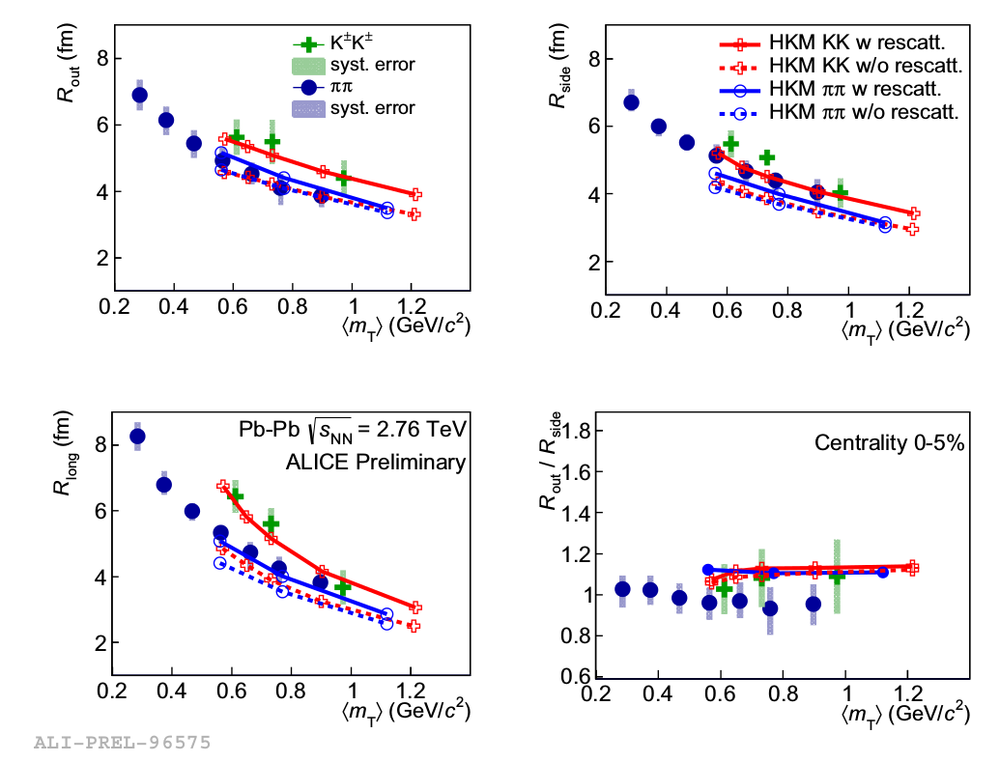 R_out (fm)
8
6
4
2
0.2 0.4 0.6 0.8 1 1.2
⟨m_T⟩ (GeV/c²)
K±K±
syst. error
ππ
syst. error
R_side (fm)
8
6
4
2
0.2 0.4 0.6 0.8 1 1.2
⟨m_T⟩ (GeV/c²)
HKM KK w rescatt.
HKM KK w/o rescatt.
HKM ππ w rescatt.
HKM ππ w/o rescatt.
R_long (fm)
8
6
4
2
0.2 0.4 0.6 0.8 1 1.2
⟨m_T⟩ (GeV/c²)
Pb-Pb √s_NN = 2.76 TeV
ALICE Preliminary
R_out / R_side
1.8
1.6
1.4
1.2
1
0.8
0.6
0.2 0.4 0.6 0.8 1 1.2
⟨m_T⟩ (GeV/c²)
Centrality 0-5%
ALI-PREL-96575